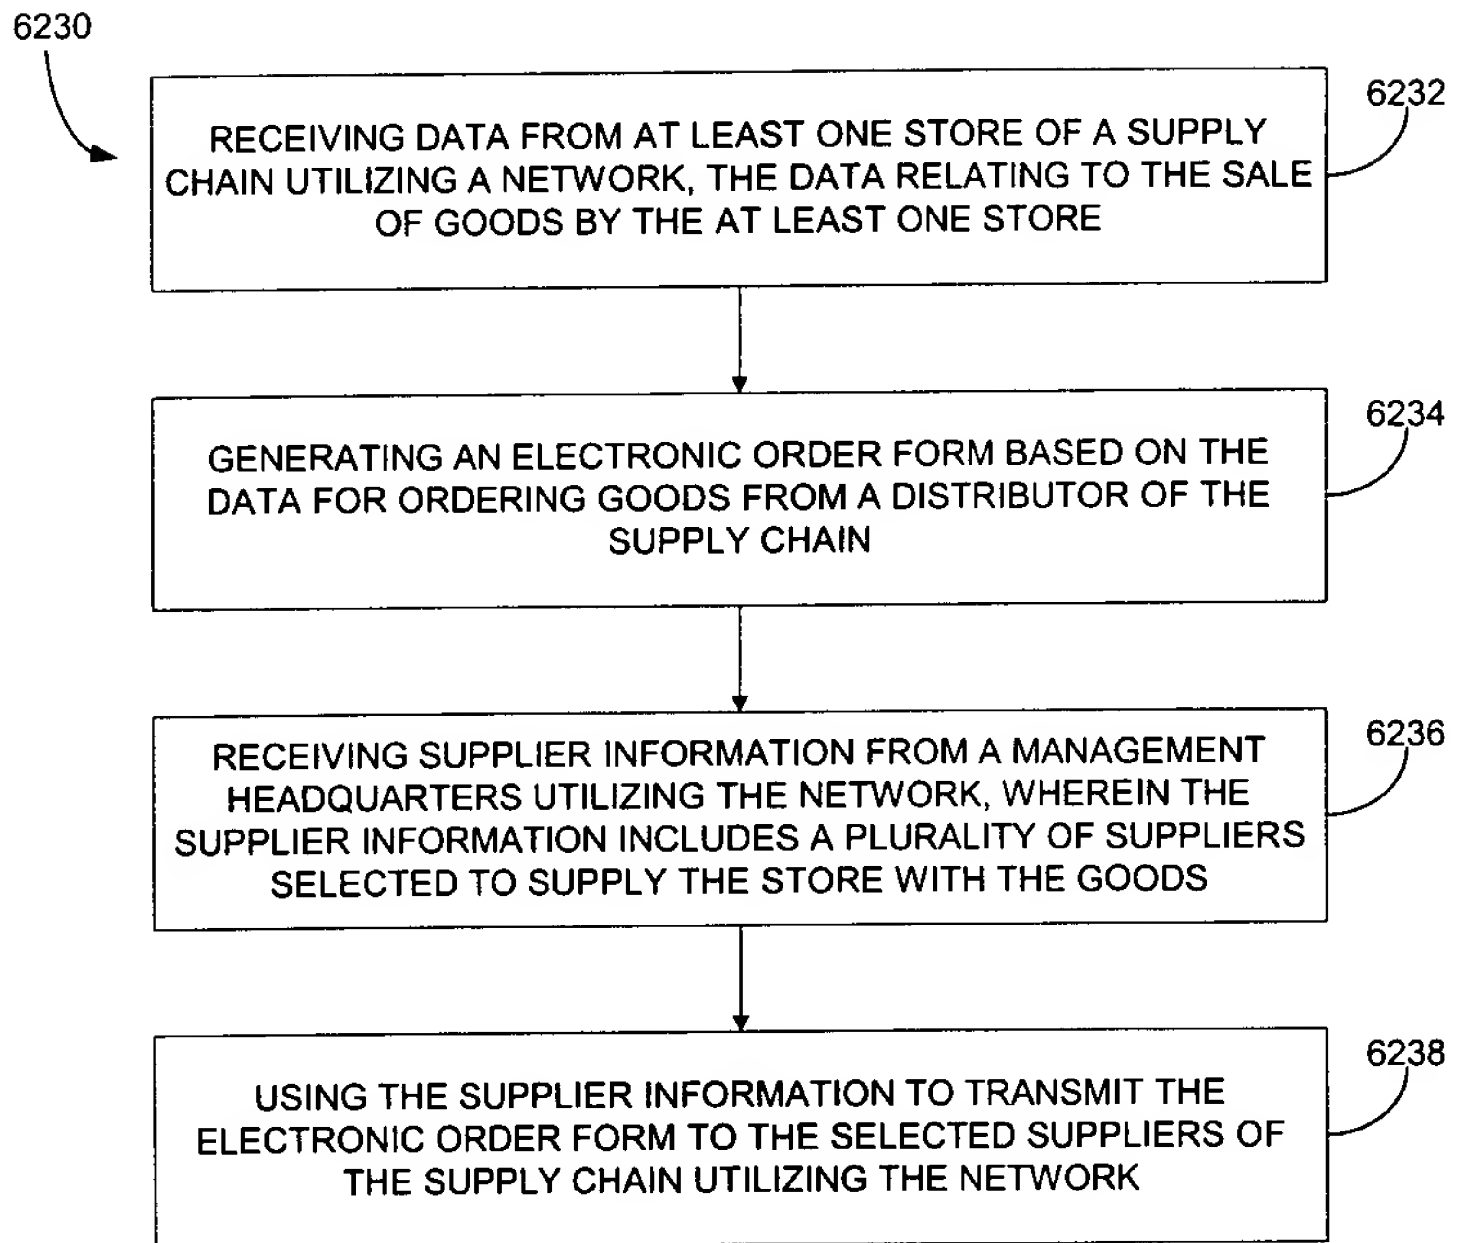 6230
6232
RECEIVING DATA FROM AT LEAST ONE STORE OF A SUPPLY
CHAIN UTILIZING A NETWORK, THE DATA RELATING TO THE SALE
OF GOODS BY THE AT LEAST ONE STORE
6234
GENERATING AN ELECTRONIC ORDER FORM BASED ON THE
DATA FOR ORDERING GOODS FROM A DISTRIBUTOR OF THE
SUPPLY CHAIN
6236
RECEIVING SUPPLIER INFORMATION FROM A MANAGEMENT
HEADQUARTERS UTILIZING THE NETWORK, WHEREIN THE
SUPPLIER INFORMATION INCLUDES A PLURALITY OF SUPPLIERS
SELECTED TO SUPPLY THE STORE WITH THE GOODS
6238
USING THE SUPPLIER INFORMATION TO TRANSMIT THE
ELECTRONIC ORDER FORM TO THE SELECTED SUPPLIERS OF
THE SUPPLY CHAIN UTILIZING THE NETWORK